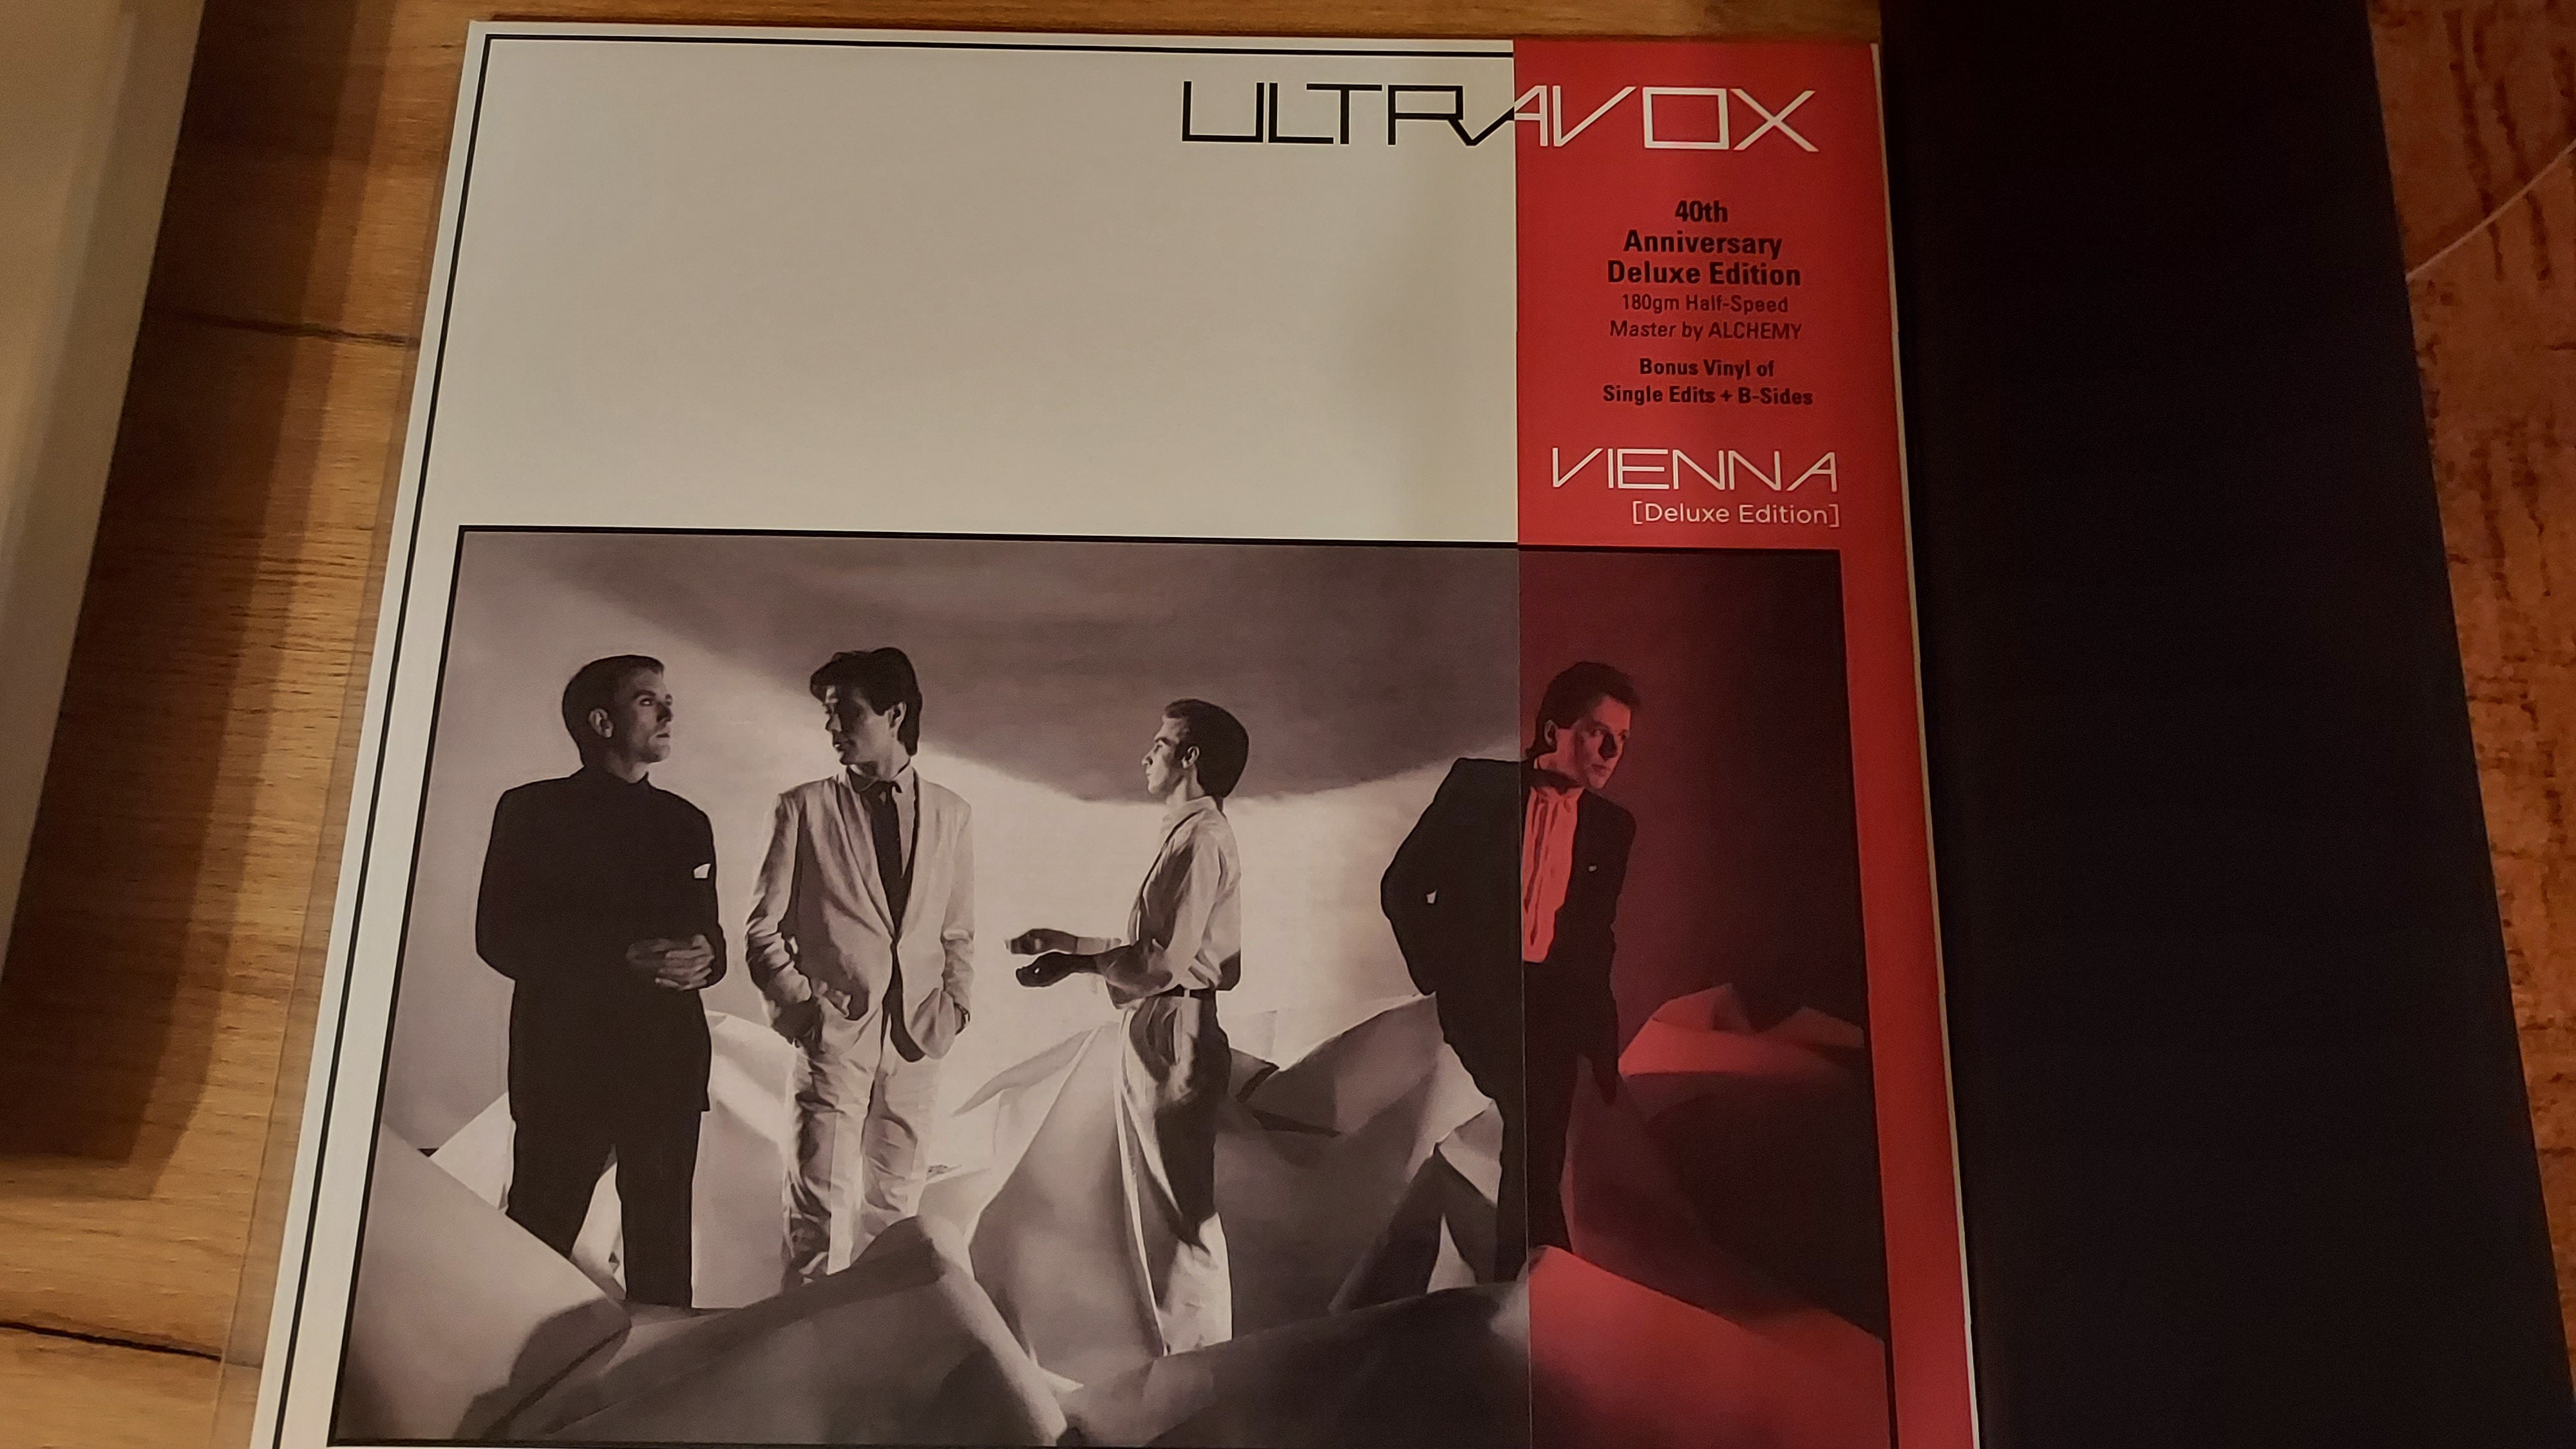 ULTRAVOX
40th
Anniversary
Deluxe Edition
180gm Half-Speed
Master by ALCHEMY
Bonus Vinyl of
Single Edits + B-Sides
VIENNA
[Deluxe Edition]